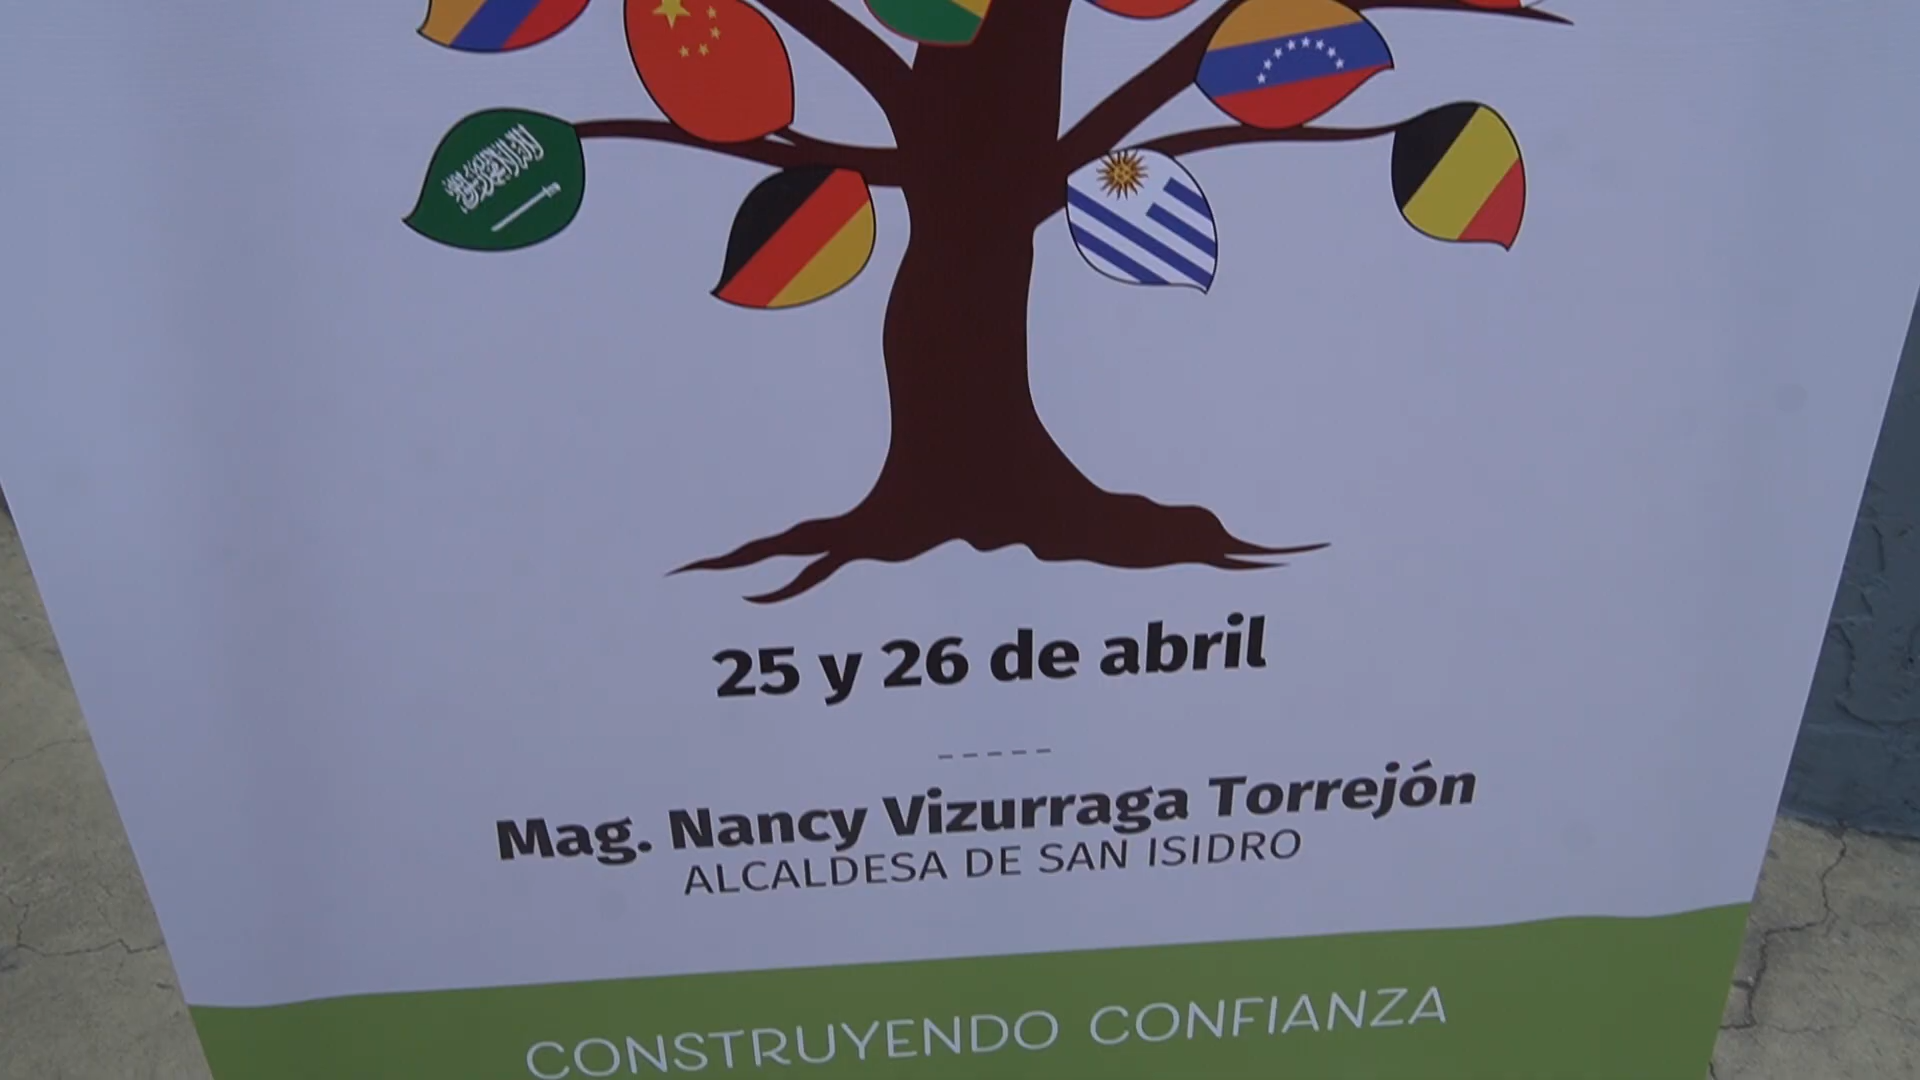 25 y 26 de abril
Mag. Nancy Vizurraga Torrejón
ALCALDESA DE SAN ISIDRO
CONSTRUYENDO CONFIANZA